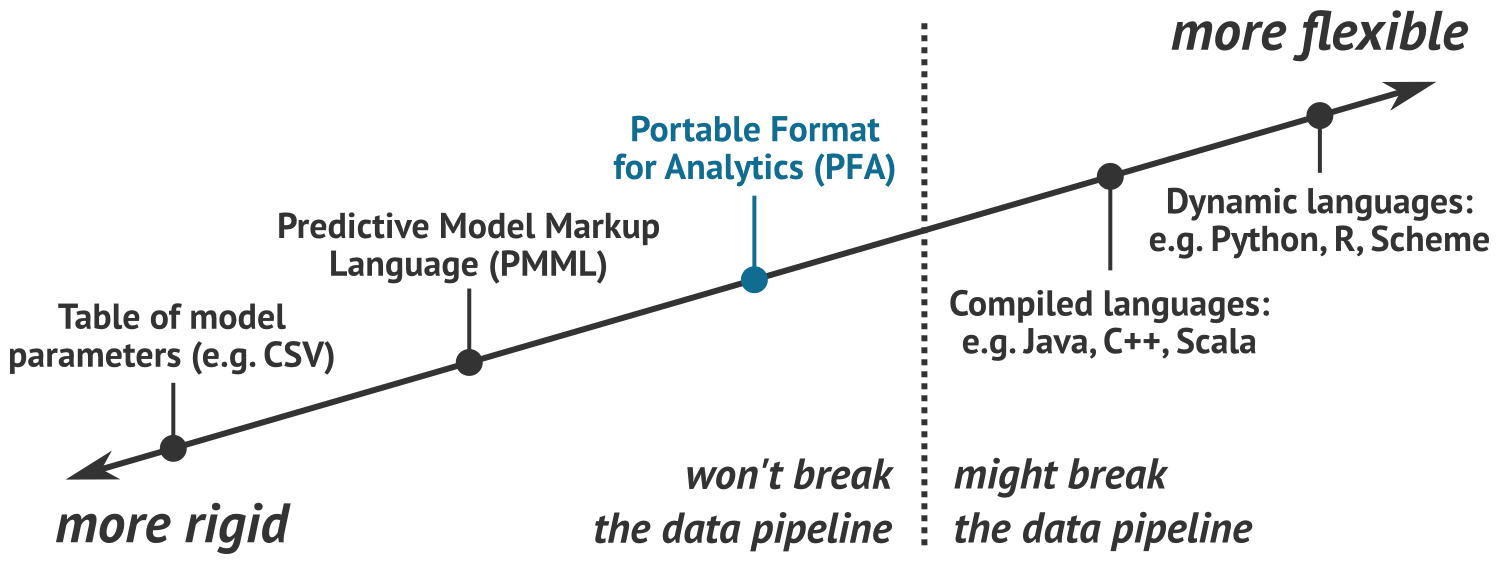 more flexible
Portable Format
for Analytics (PFA)
Dynamic languages:
e.g. Python, R, Scheme
Predictive Model Markup
Language (PMML)
Compiled languages:
e.g. Java, C++, Scala
Table of model
parameters (e.g. CSV)
more rigid
won't break
the data pipeline
might break
the data pipeline